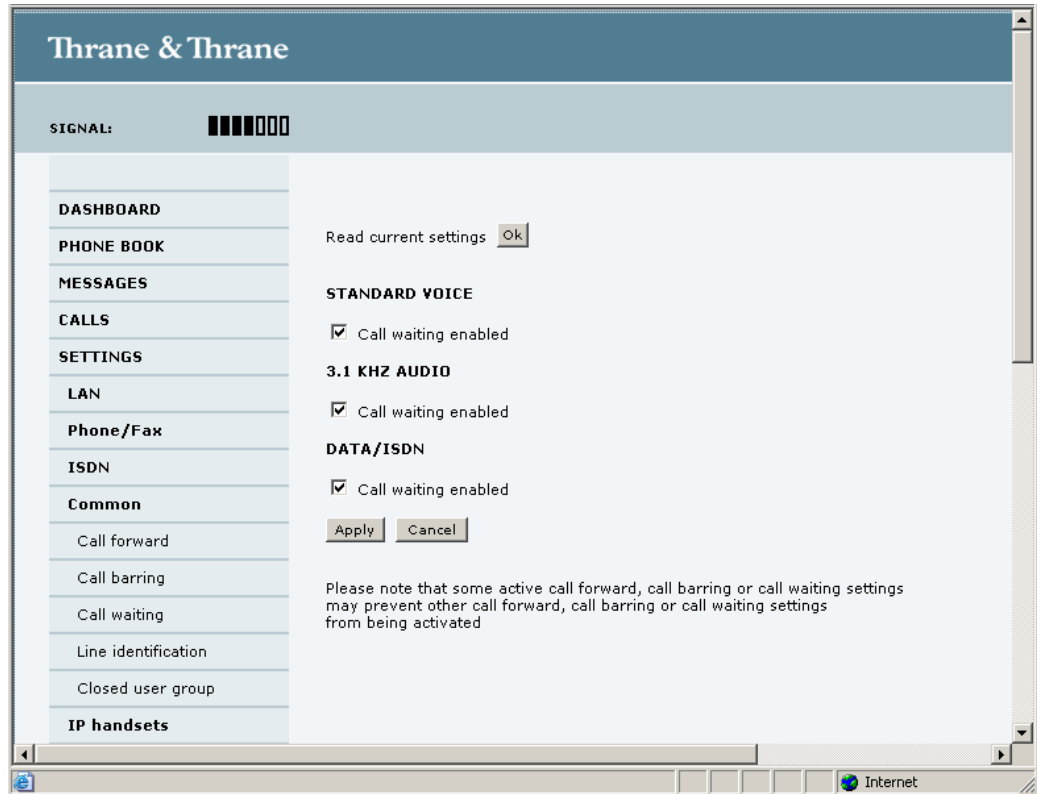 Thrane & Thrane
SIGNAL:
DASHBOARD
PHONE BOOK
MESSAGES
CALLS
SETTINGS
LAN
Phone/Fax
ISDN
Common
Call forward
Call barring
Call waiting
Line identification
Closed user group
IP handsets
Read current settings Ok
STANDARD VOICE
Call waiting enabled
3.1 KHZ AUDIO
Call waiting enabled
DATA/ISDN
Call waiting enabled
Apply Cancel
Please note that some active call forward, call barring or call waiting settings
may prevent other call forward, call barring or call waiting settings
from being activated
Internet